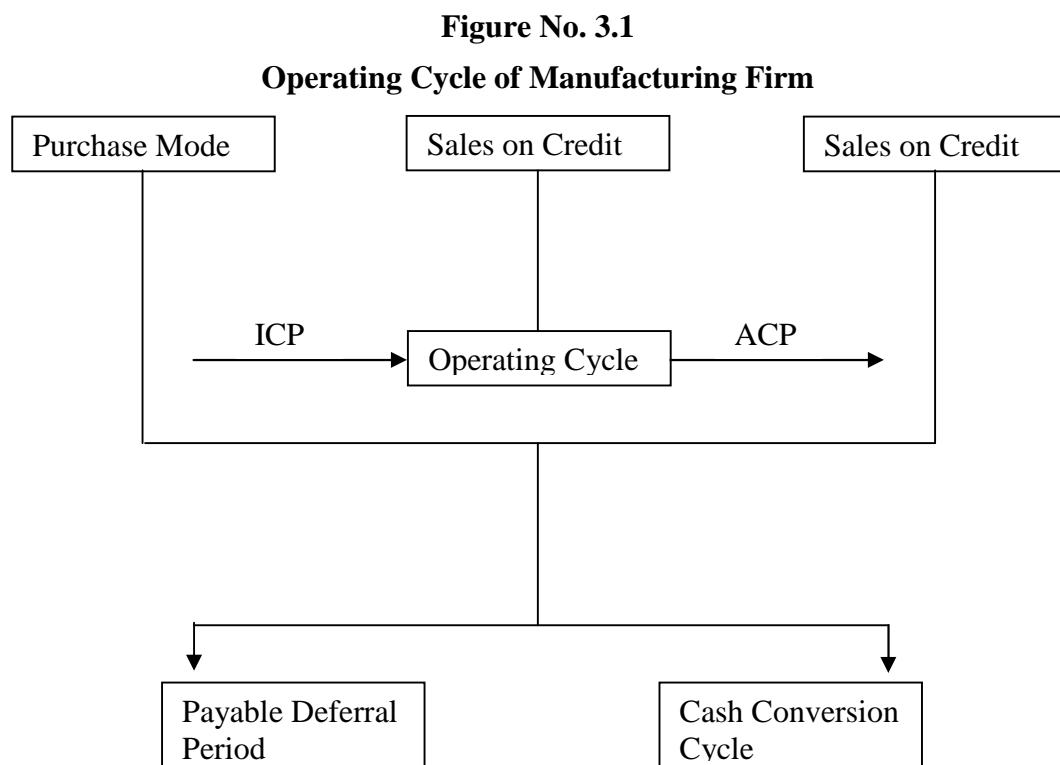 Figure No. 3.1
Operating Cycle of Manufacturing Firm
Purchase Mode
Sales on Credit
Sales on Credit
ICP
ACP
Operating Cycle
Payable Deferral
Period
Cash Conversion
Cycle